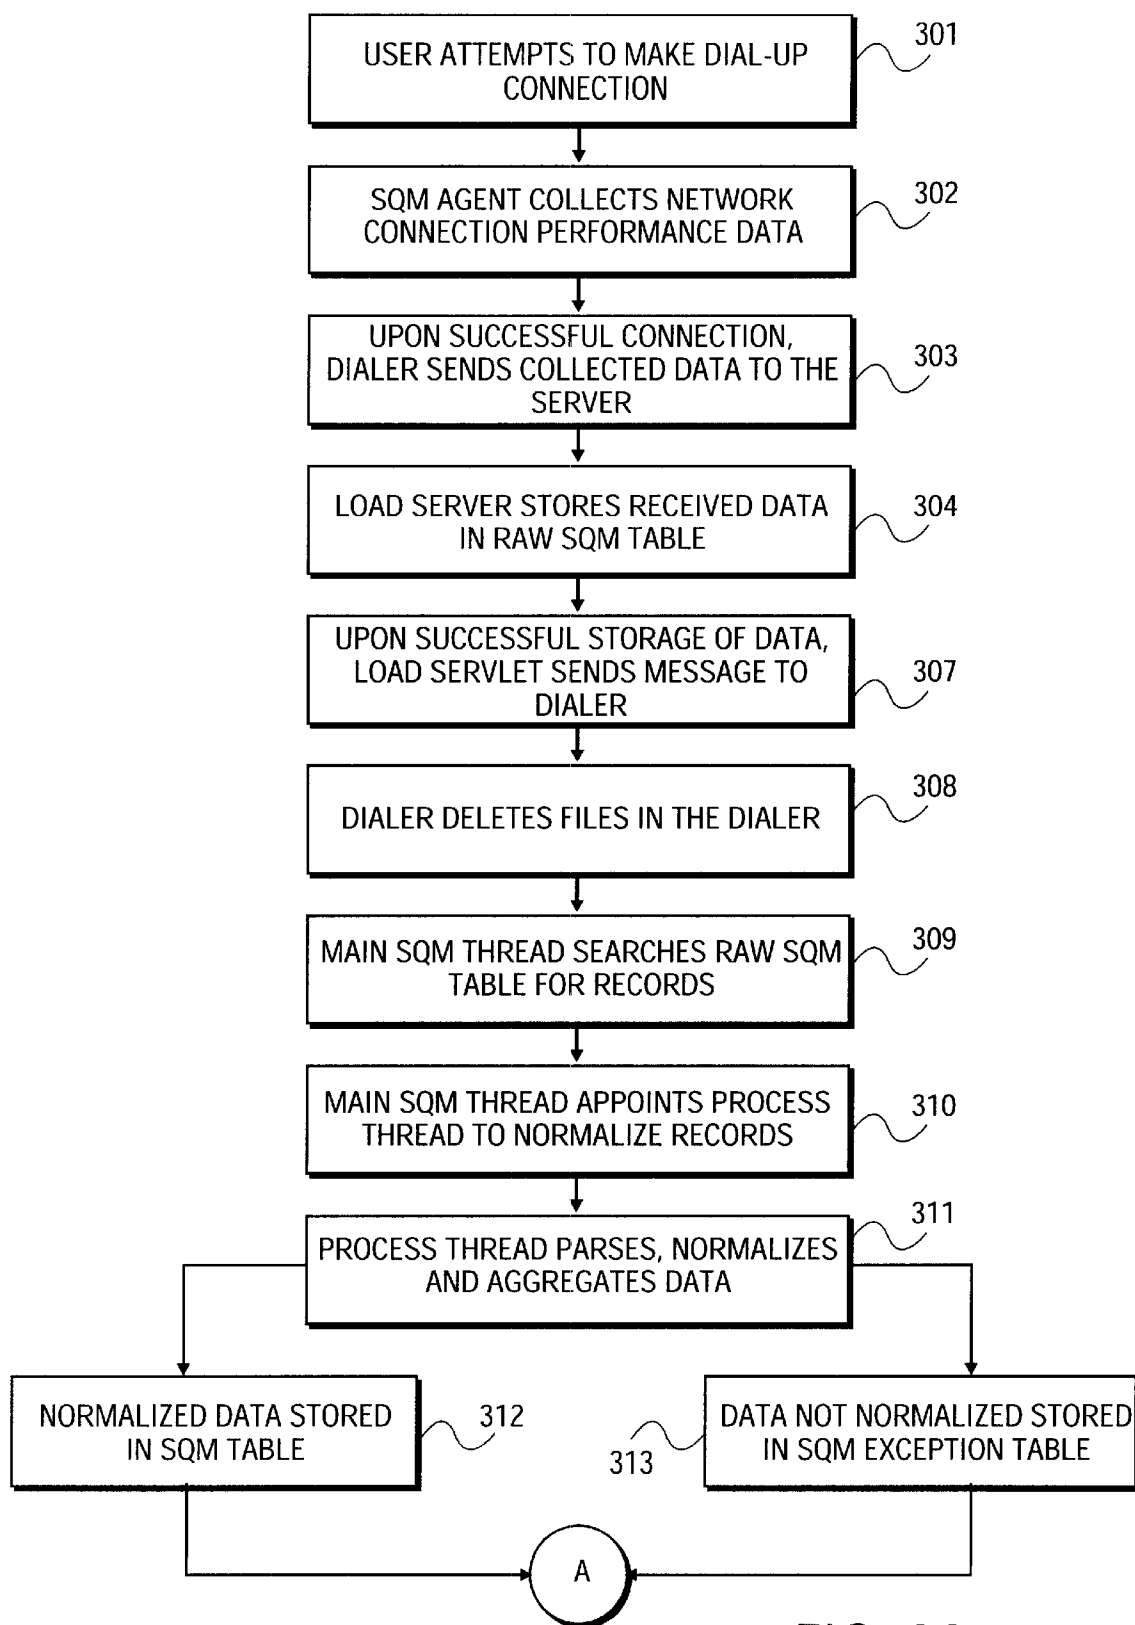 USER ATTEMPTS TO MAKE DIAL-UP
CONNECTION
301
SQM AGENT COLLECTS NETWORK
CONNECTION PERFORMANCE DATA
302
UPON SUCCESSFUL CONNECTION,
DIALER SENDS COLLECTED DATA TO THE
SERVER
303
LOAD SERVER STORES RECEIVED DATA
IN RAW SQM TABLE
304
UPON SUCCESSFUL STORAGE OF DATA,
LOAD SERVLET SENDS MESSAGE TO
DIALER
307
DIALER DELETES FILES IN THE DIALER
308
MAIN SQM THREAD SEARCHES RAW SQM
TABLE FOR RECORDS
309
MAIN SQM THREAD APPOINTS PROCESS
THREAD TO NORMALIZE RECORDS
310
PROCESS THREAD PARSES, NORMALIZES
AND AGGREGATES DATA
311
NORMALIZED DATA STORED
IN SQM TABLE
312
DATA NOT NORMALIZED STORED
IN SQM EXCEPTION TABLE
313
A